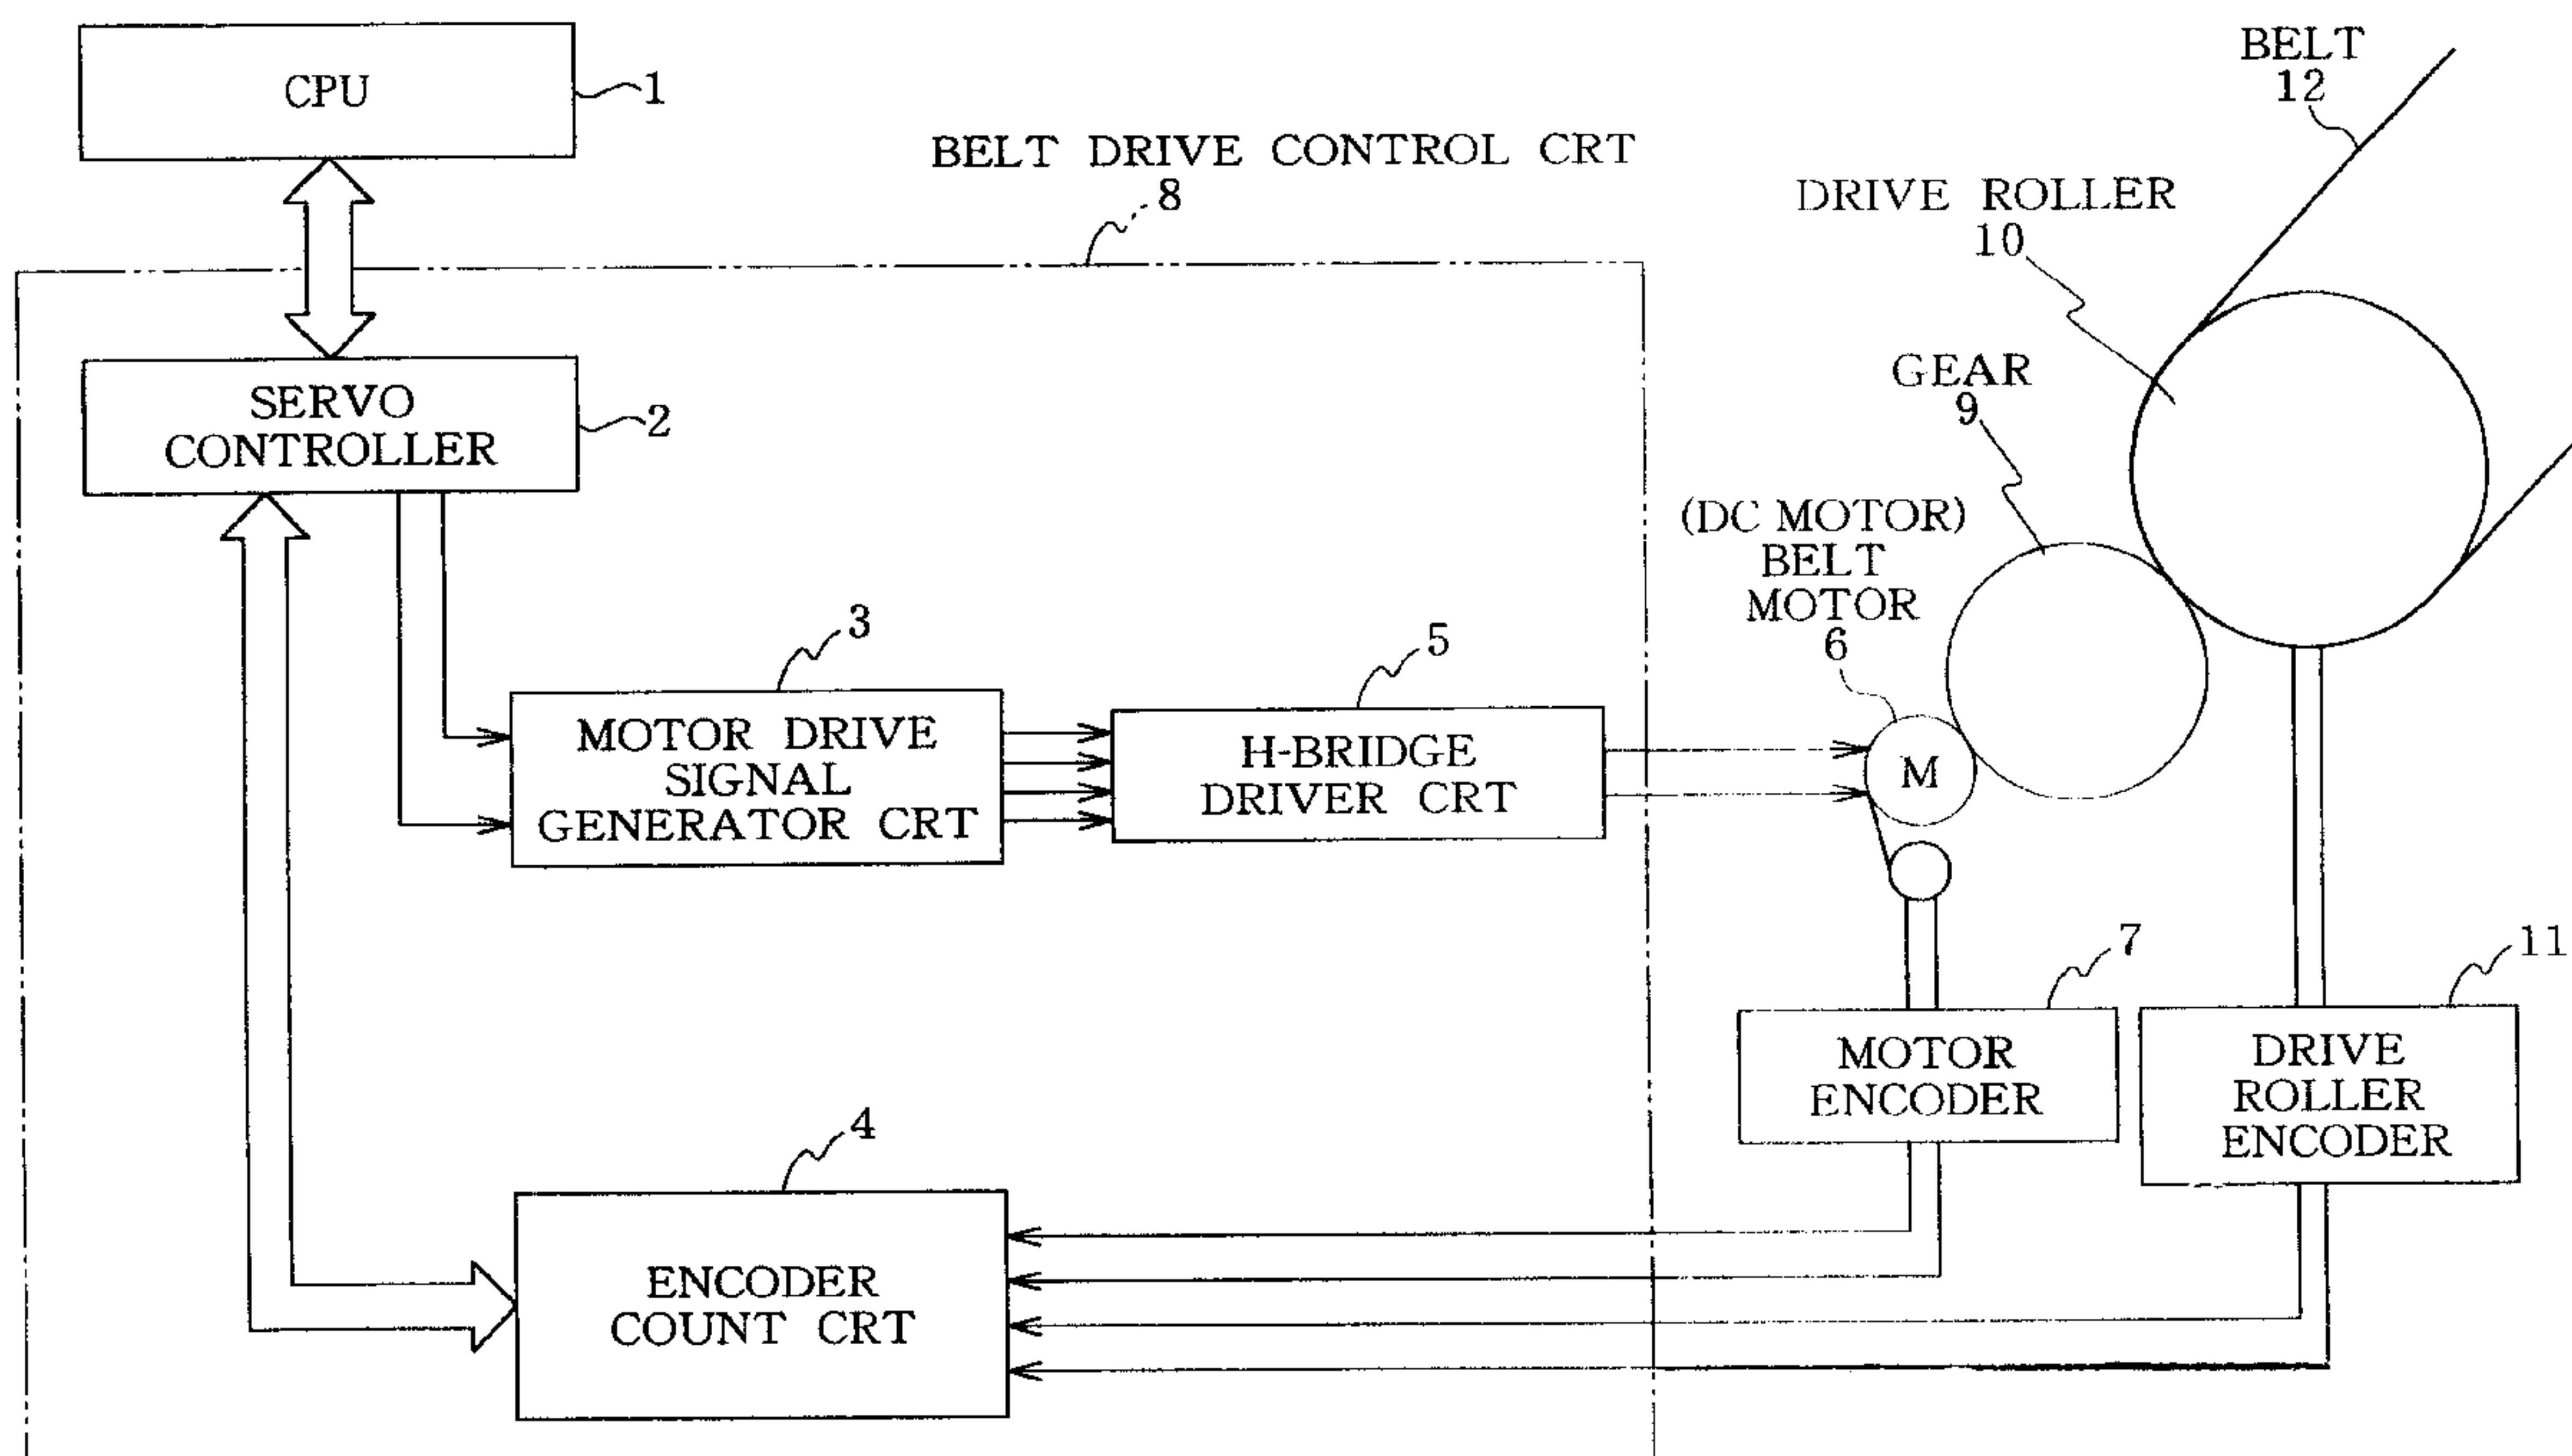 CPU
1
BELT DRIVE CONTROL CRT
8
BELT
12
DRIVE ROLLER
10
SERVO
CONTROLLER
2
GEAR
9
(DC MOTOR)
BELT
MOTOR
6
3
MOTOR DRIVE
SIGNAL
GENERATOR CRT
5
H-BRIDGE
DRIVER CRT
M
7
MOTOR
ENCODER
11
DRIVE
ROLLER
ENCODER
4
ENCODER
COUNT CRT